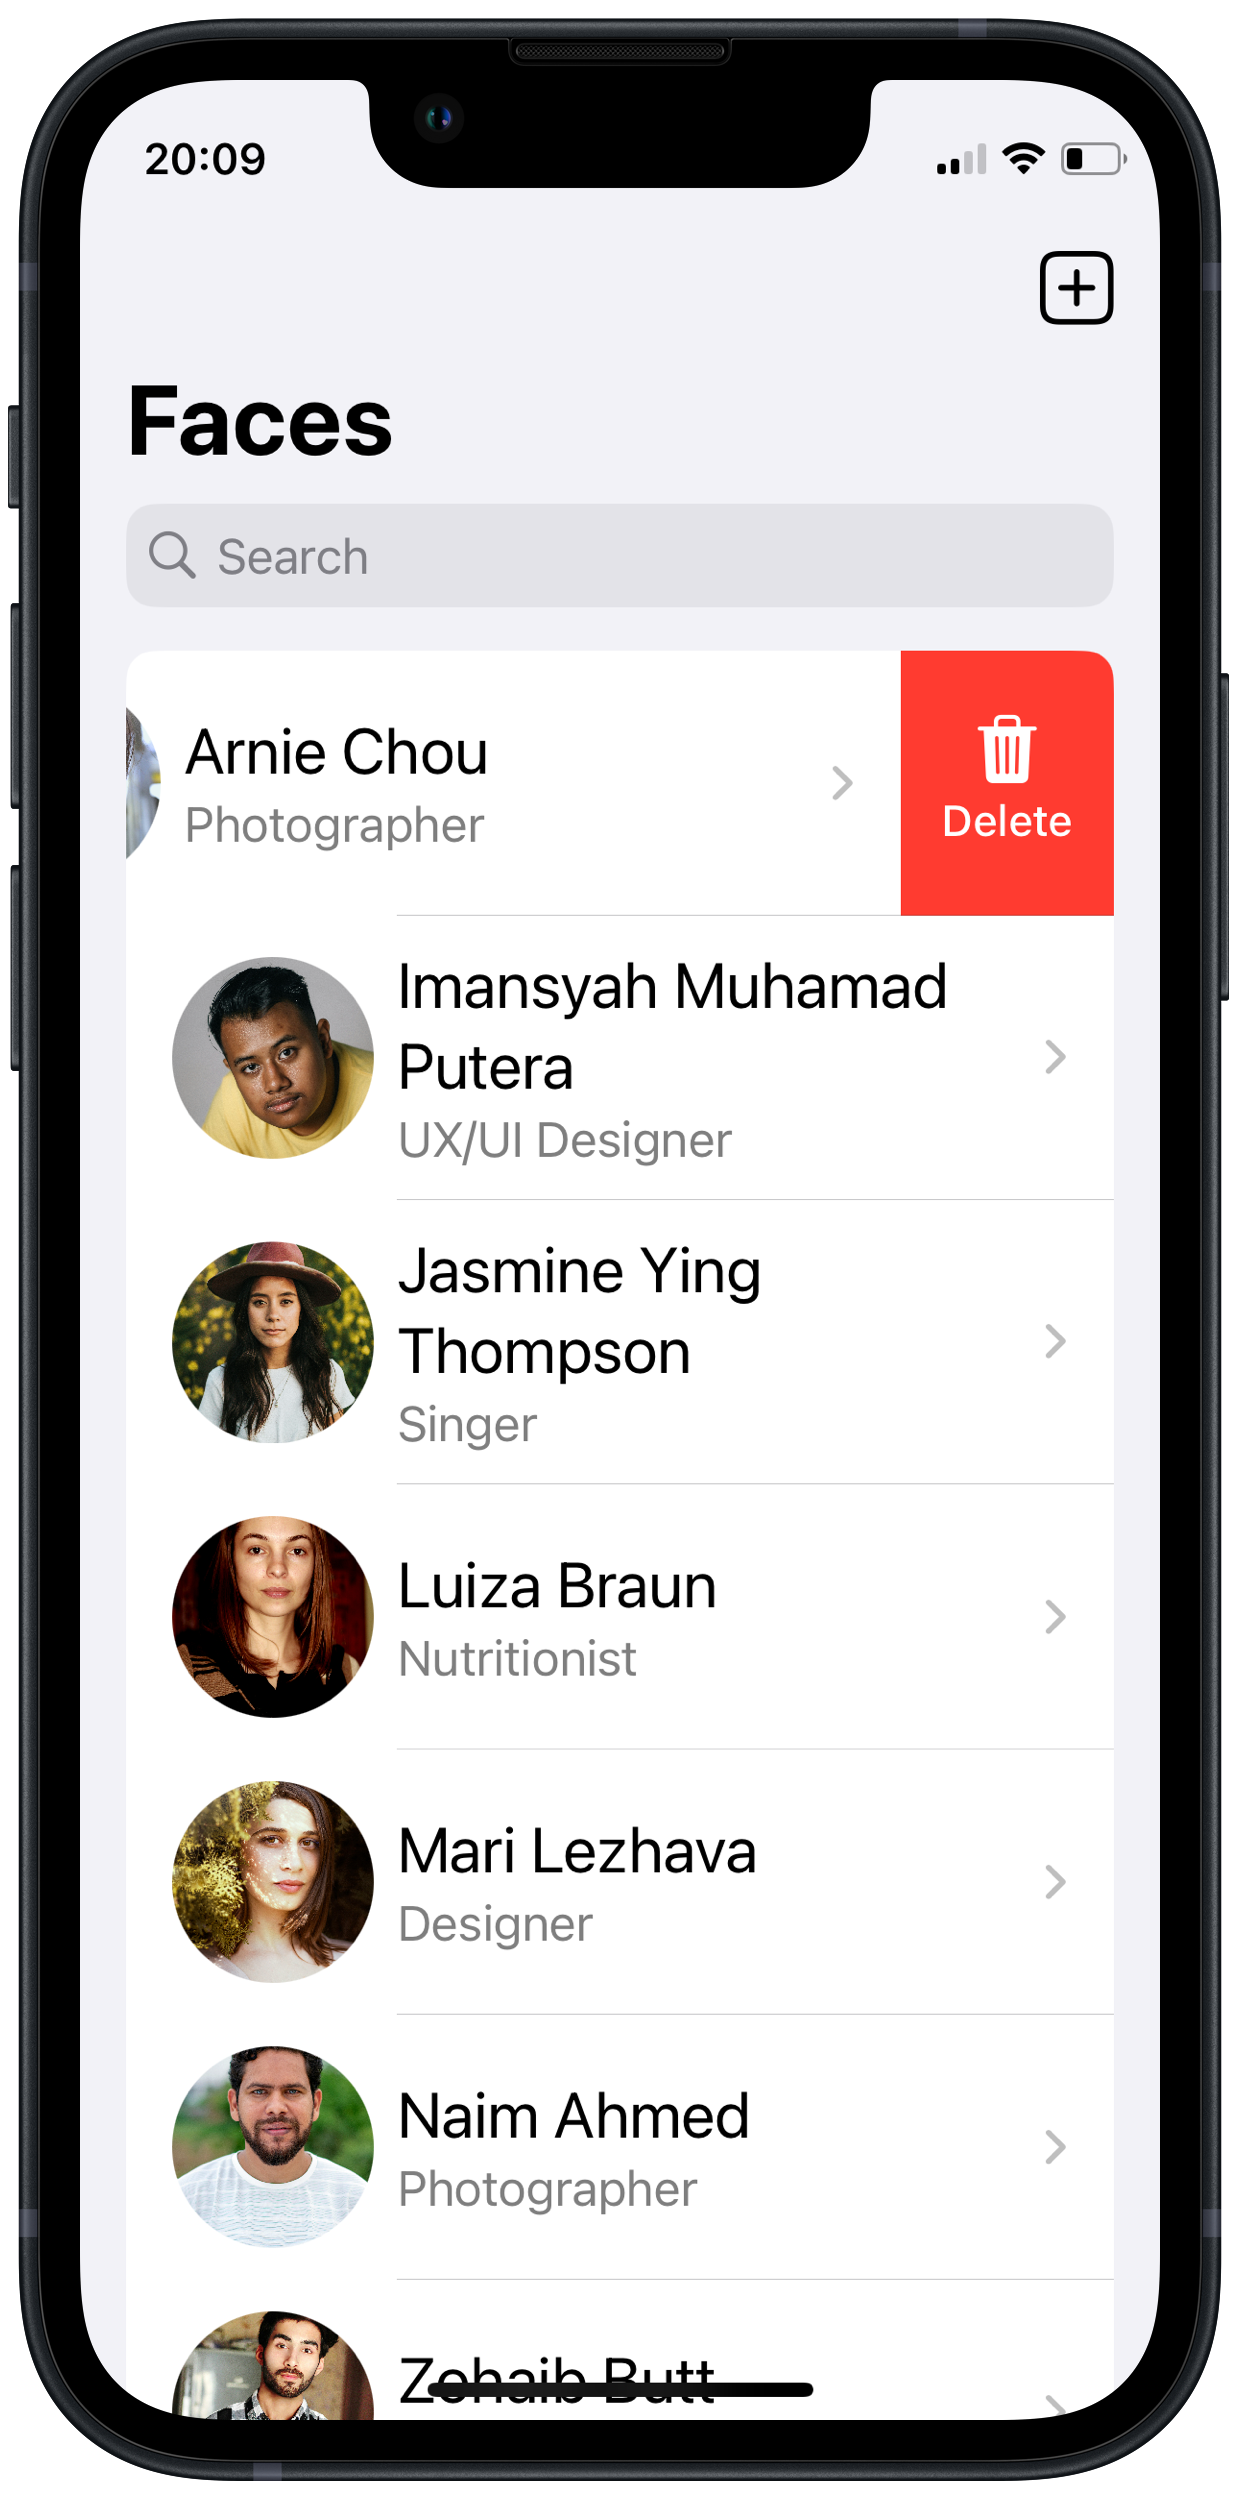 20:09
Faces
Search
Arnie Chou
Photographer
Delete
Imansyah Muhamad
Putera
UX/UI Designer
Jasmine Ying
Thompson
Singer
Luiza Braun
Nutritionist
Mari Lezhava
Designer
Naim Ahmed
Photographer
Zohaib Butt